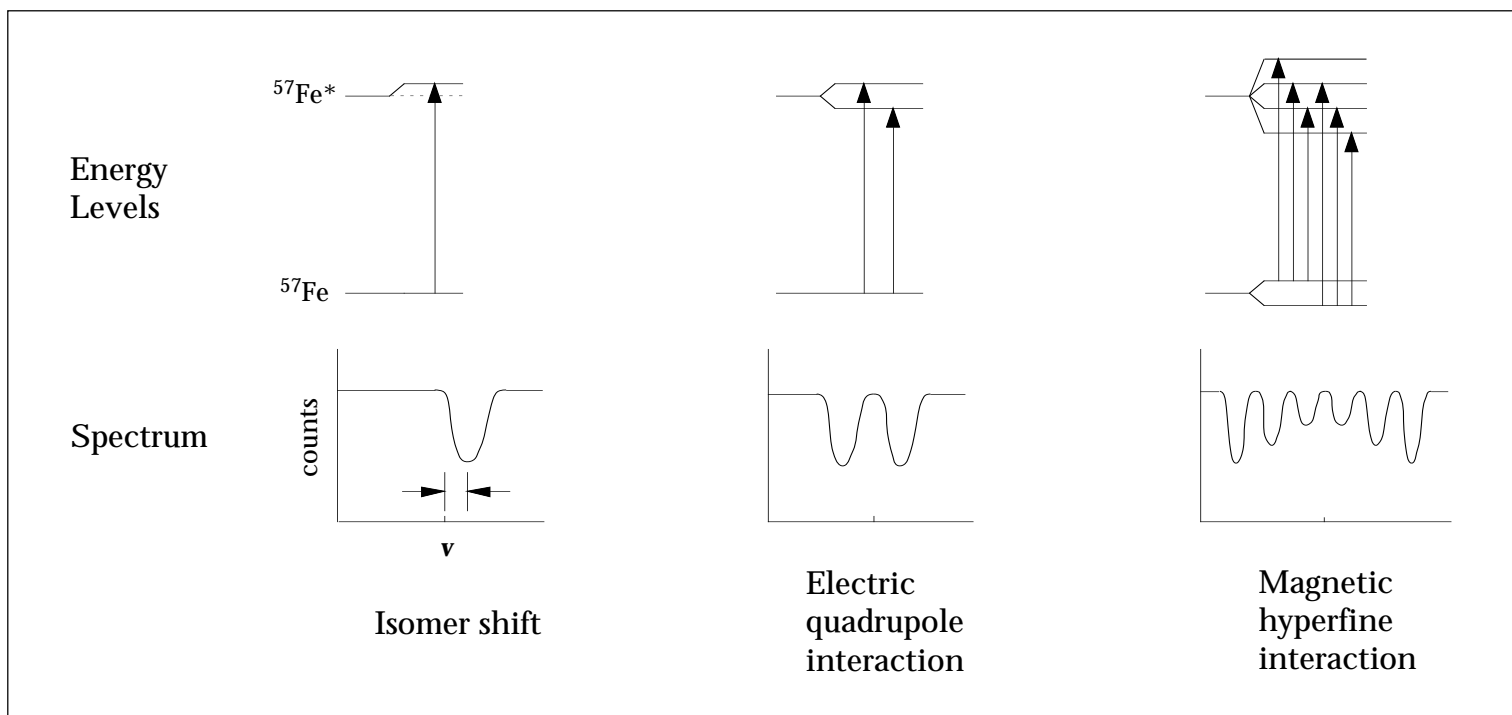 ⁵⁷Fe*
Energy
Levels
⁵⁷Fe
Spectrum
counts
v
Isomer shift
Electric
quadrupole
interaction
Magnetic
hyperfine
interaction